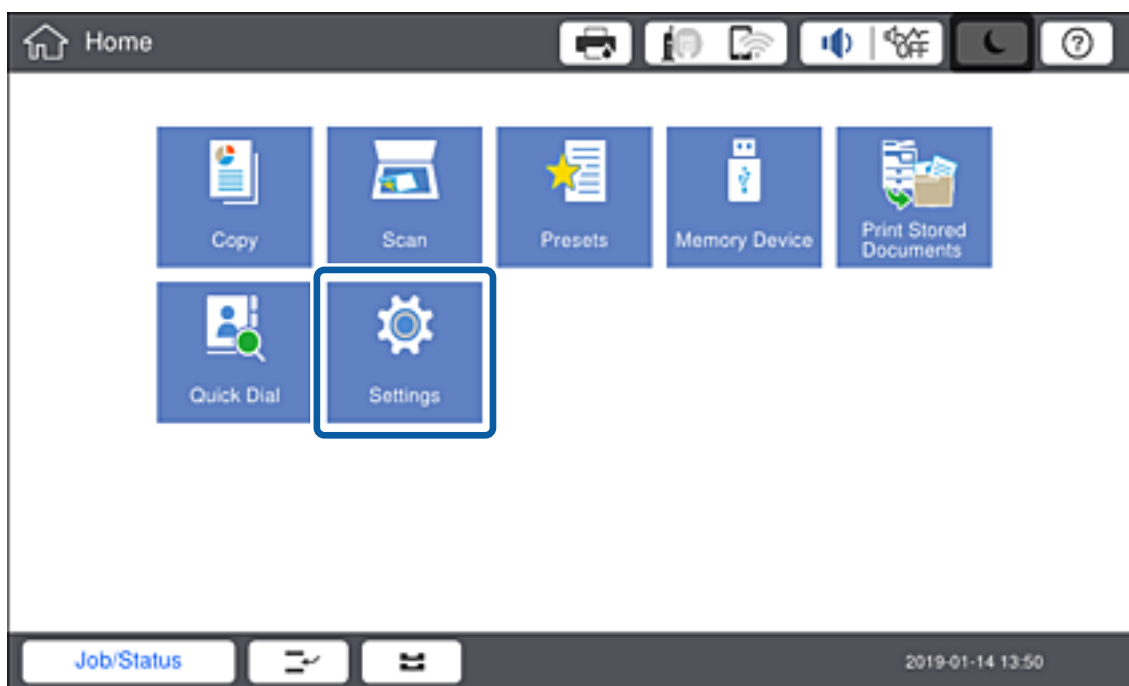 Home
OFF
Copy
Scan
Presets
Memory Device
Print Stored
Documents
Quick Dial
Settings
Job/Status
2019-01-14 13:50